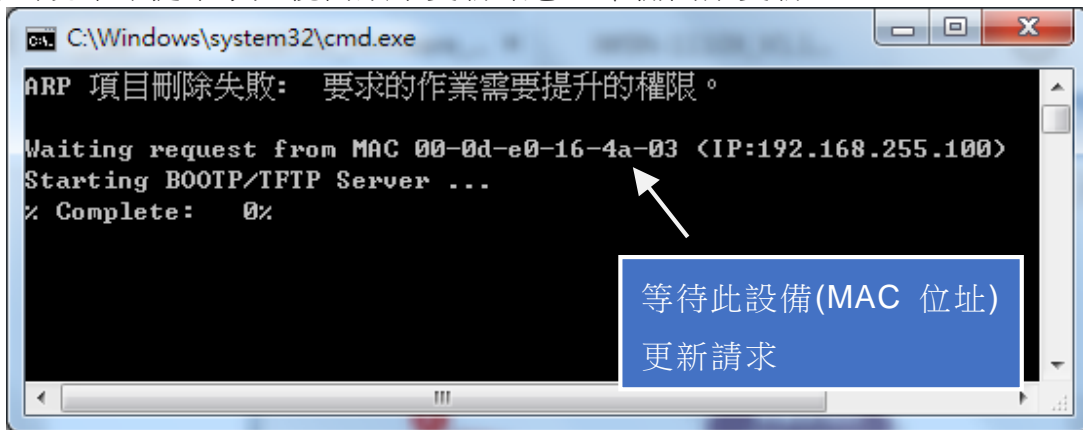 C:\Windows\system32\cmd.exe
ARP 項目刪除失敗: 要求的作業需要提升的權限。
Waiting request from MAC 00-0d-e0-16-4a-03 (IP:192.168.255.100)
Starting BOOTP/TFTP Server ...
% Complete: 0%
等待此設備(MAC 位址)
更新請求